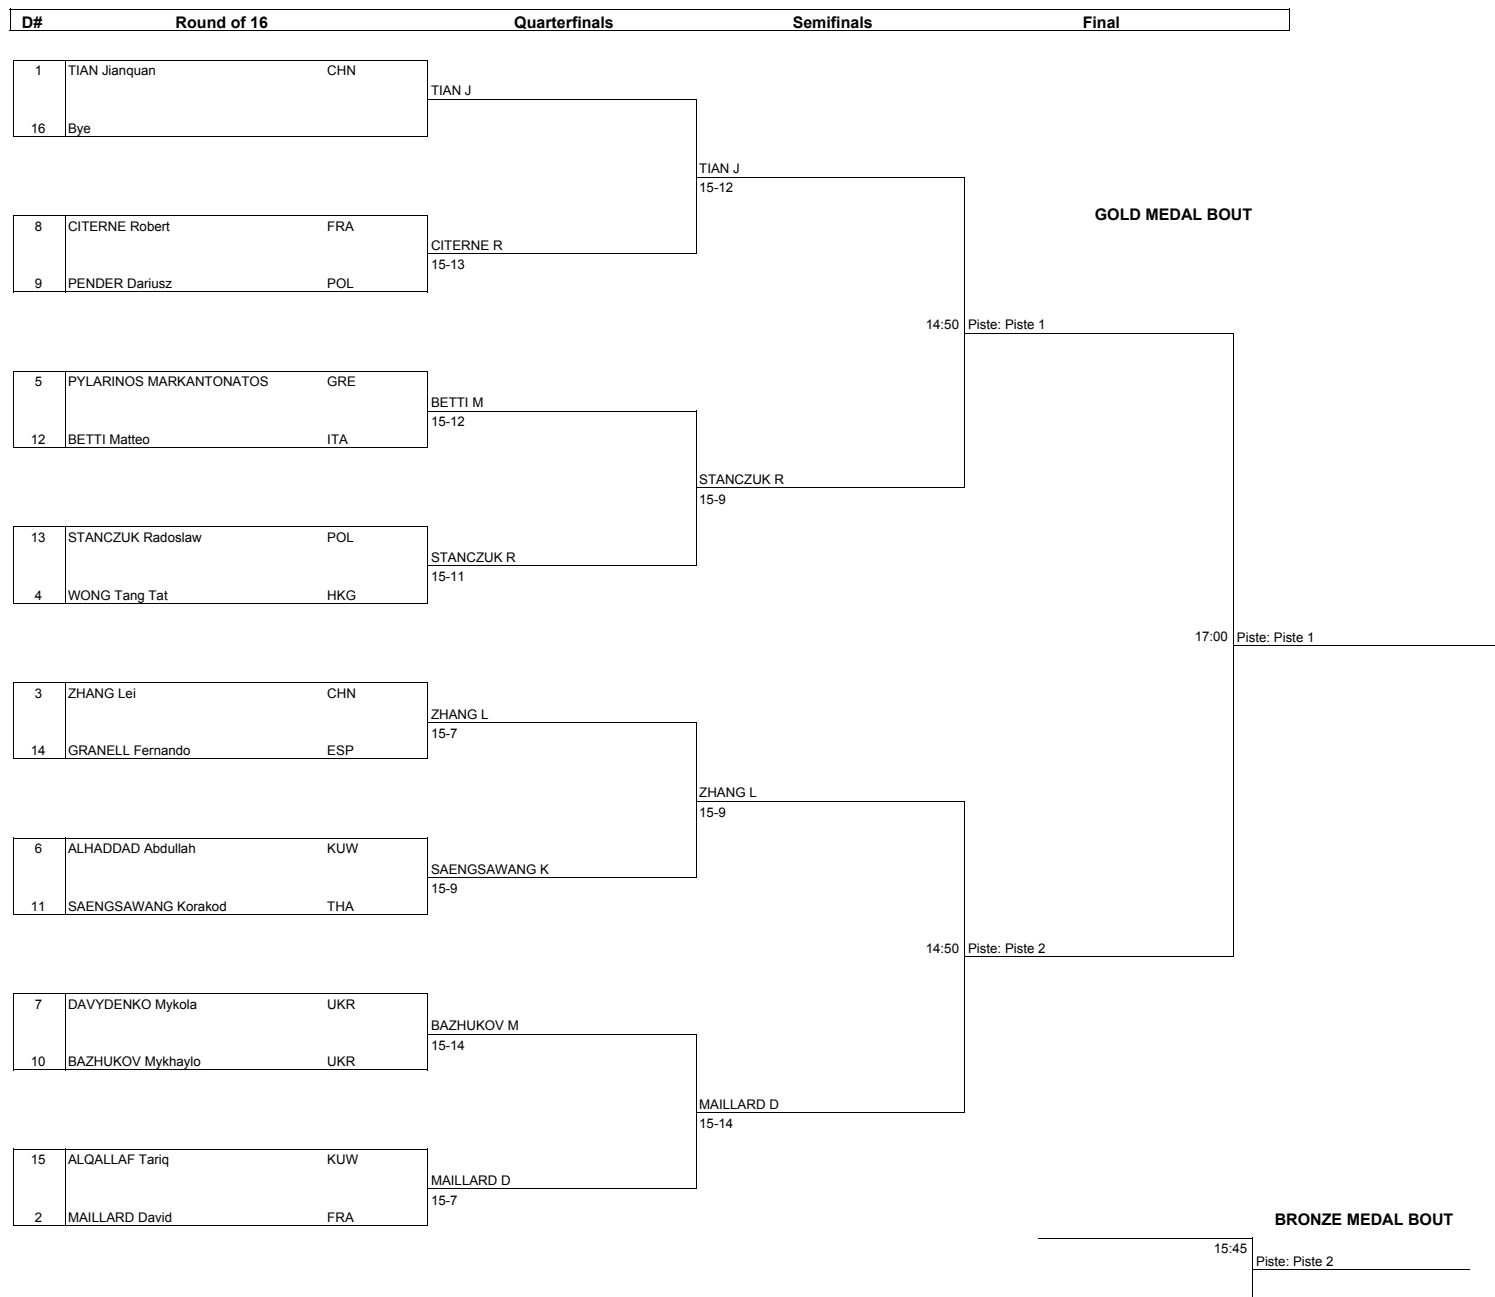 D# Round of 16 Quarterfinals Semifinals Final
1 TIAN Jianquan CHN
TIAN J
16 Bye
TIAN J
15-12
GOLD MEDAL BOUT
8 CITERNE Robert FRA
CITERNE R
15-13
9 PENDER Dariusz POL
14:50 Piste: Piste 1
5 PYLARINOS MARKANTONATOS GRE
BETTI M
15-12
12 BETTI Matteo ITA
STANCZUK R
15-9
13 STANCZUK Radoslaw POL
STANCZUK R
15-11
4 WONG Tang Tat HKG
17:00 Piste: Piste 1
3 ZHANG Lei CHN
ZHANG L
15-7
14 GRANELL Fernando ESP
ZHANG L
15-9
6 ALHADDAD Abdullah KUW
SAENGSAWANG K
15-9
11 SAENGSAWANG Korakod THA
14:50 Piste: Piste 2
7 DAVYDENKO Mykola UKR
BAZHUKOV M
15-14
10 BAZHUKOV Mykhaylo UKR
MAILLARD D
15-14
15 ALQALLAF Tariq KUW
MAILLARD D
15-7
2 MAILLARD David FRA
BRONZE MEDAL BOUT
15:45 Piste: Piste 2